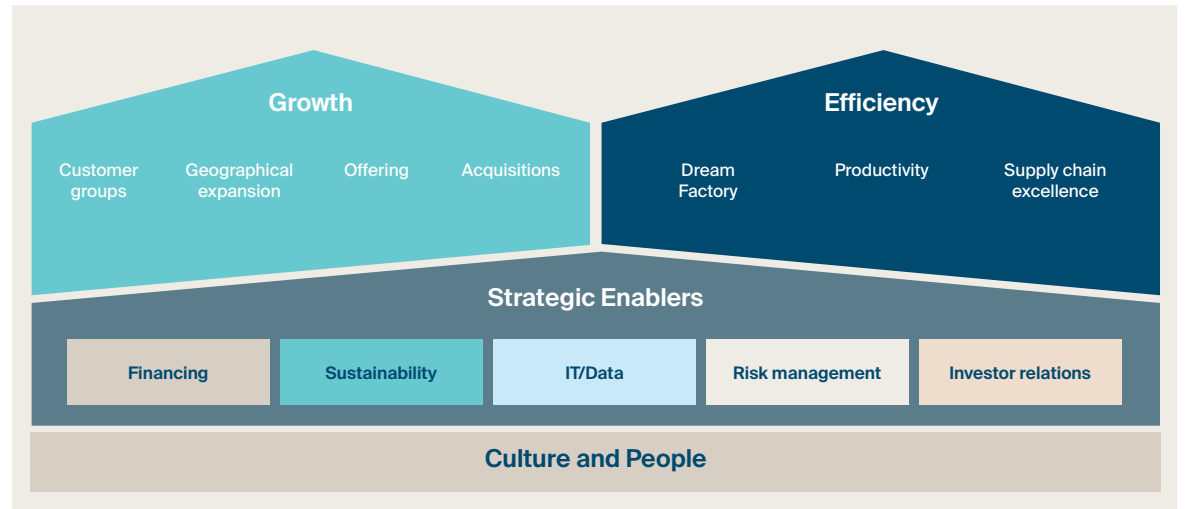 Growth
Efficiency
Customer
groups
Geographical
expansion
Offering
Acquisitions
Dream
Factory
Productivity
Supply chain
excellence
Strategic Enablers
Financing
Sustainability
IT/Data
Risk management
Investor relations
Culture and People